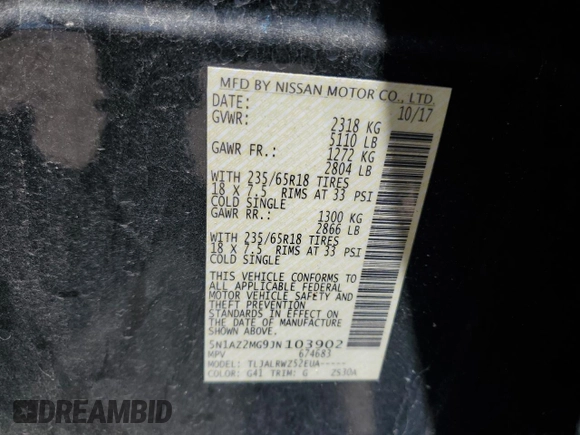 MFD BY NISSAN MOTOR CO., LTD.
DATE: 10/17
GVWR: 2318 KG
5110 LB
GAWR FR.: 1272 KG
2804 LB
WITH 235/65R18 TIRES
18 X 7.5 RIMS AT 33 PSI
COLD SINGLE
GAWR RR.: 1300 KG
2866 LB
WITH 235/65R18 TIRES
18 X 7.5 RIMS AT 33 PSI
COLD SINGLE
THIS VEHICLE CONFORMS TO
ALL APPLICABLE FEDERAL
MOTOR VEHICLE SAFETY AND
THEFT PREVENTION
STANDARDS IN EFFECT ON
THE DATE OF MANUFACTURE
SHOWN ABOVE.
5N1AZ2MG9JN103902
MPV 674683
MODEL: TLJALRWZ52EUA-----
COLOR: G41 TRIM: G - 2530A
DREAMBID